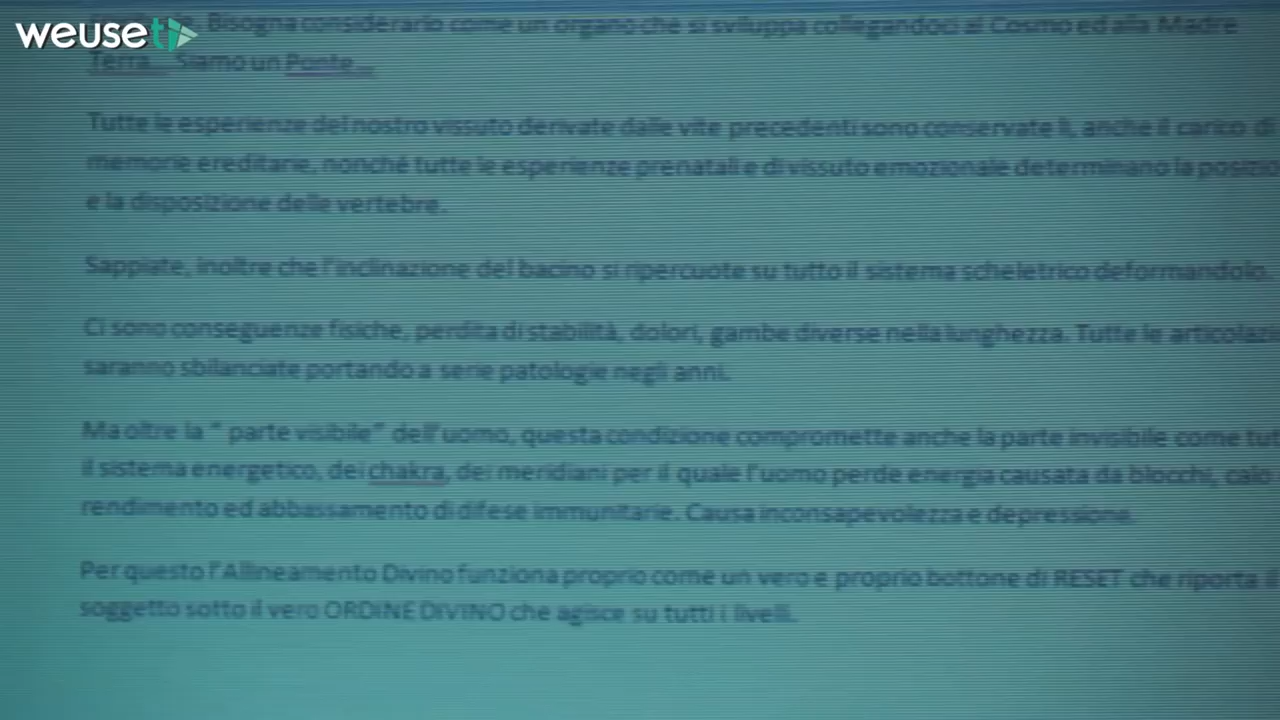 weusetv
Bisogna considerarlo come un organo che si sviluppa collegandoci al Cosmo ed alla Madre
Terra... Siamo un Ponte...
Tutte le esperienze del nostro vissuto derivate dalle vite precedenti sono conservate lì, anche il carico di
memorie ereditarie, nonché tutte le esperienze prenatali e di vissuto emozionale determinano la posizio
e la disposizione delle vertebre.
Sappiate, inoltre che l'inclinazione del bacino si ripercuote su tutto il sistema scheletrico deformandolo.
Ci sono conseguenze fisiche, perdita di stabilità, dolori, gambe diverse nella lunghezza. Tutte le articolazi
saranno sbilanciate portando a serie patologie negli anni.
Ma oltre la " parte visibile" dell'uomo, questa condizione compromette anche la parte invisibile come tut
il sistema energetico, dei chakra, dei meridiani per il quale l'uomo perde energia causata da blocchi, calo
rendimento ed abbassamento di difese immunitarie. Causa inconsapevolezza e depressione.
Per questo l'Allineamento Divino funziona proprio come un vero e proprio bottone di RESET che riporta il
soggetto sotto il vero ORDINE DIVINO che agisce su tutti i livelli.